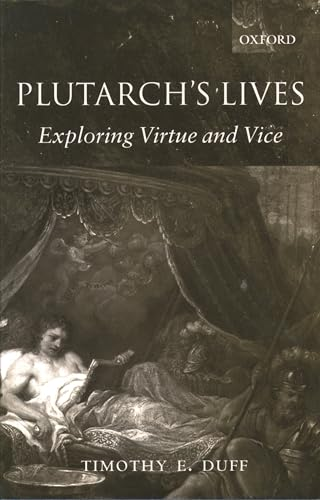 OXFORD
PLUTARCH'S LIVES
Exploring Virtue and Vice
TIMOTHY E. DUFF